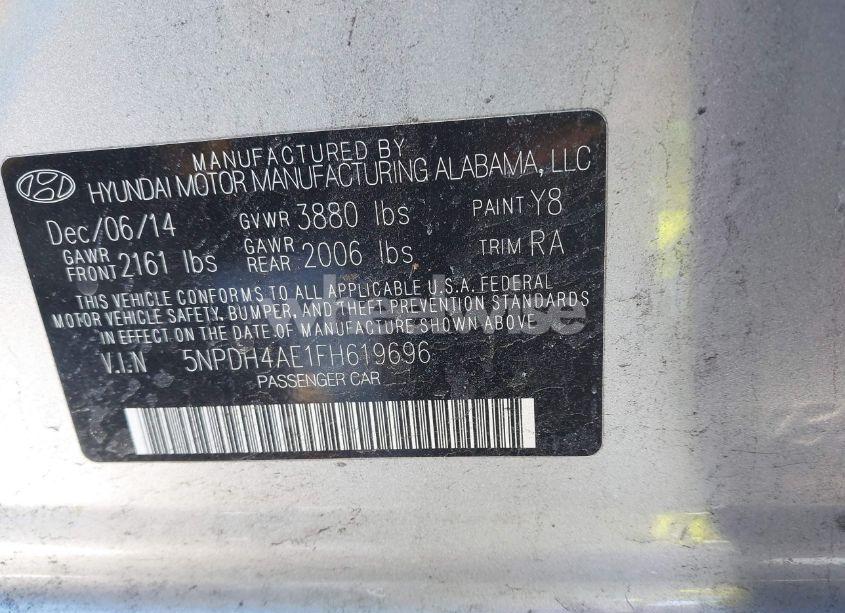 MANUFACTURED BY
HYUNDAI MOTOR MANUFACTURING ALABAMA, LLC
Dec/06/14 GVWR 3880 lbs PAINT Y8
GAWR FRONT 2161 lbs GAWR REAR 2006 lbs TRIM RA
THIS VEHICLE CONFORMS TO ALL APPLICABLE U.S.A. FEDERAL
MOTOR VEHICLE SAFETY, BUMPER, AND THEFT PREVENTION STANDARDS
IN EFFECT ON THE DATE OF MANUFACTURE SHOWN ABOVE
V.I.N 5NPDH4AE1FH619696
PASSENGER CAR